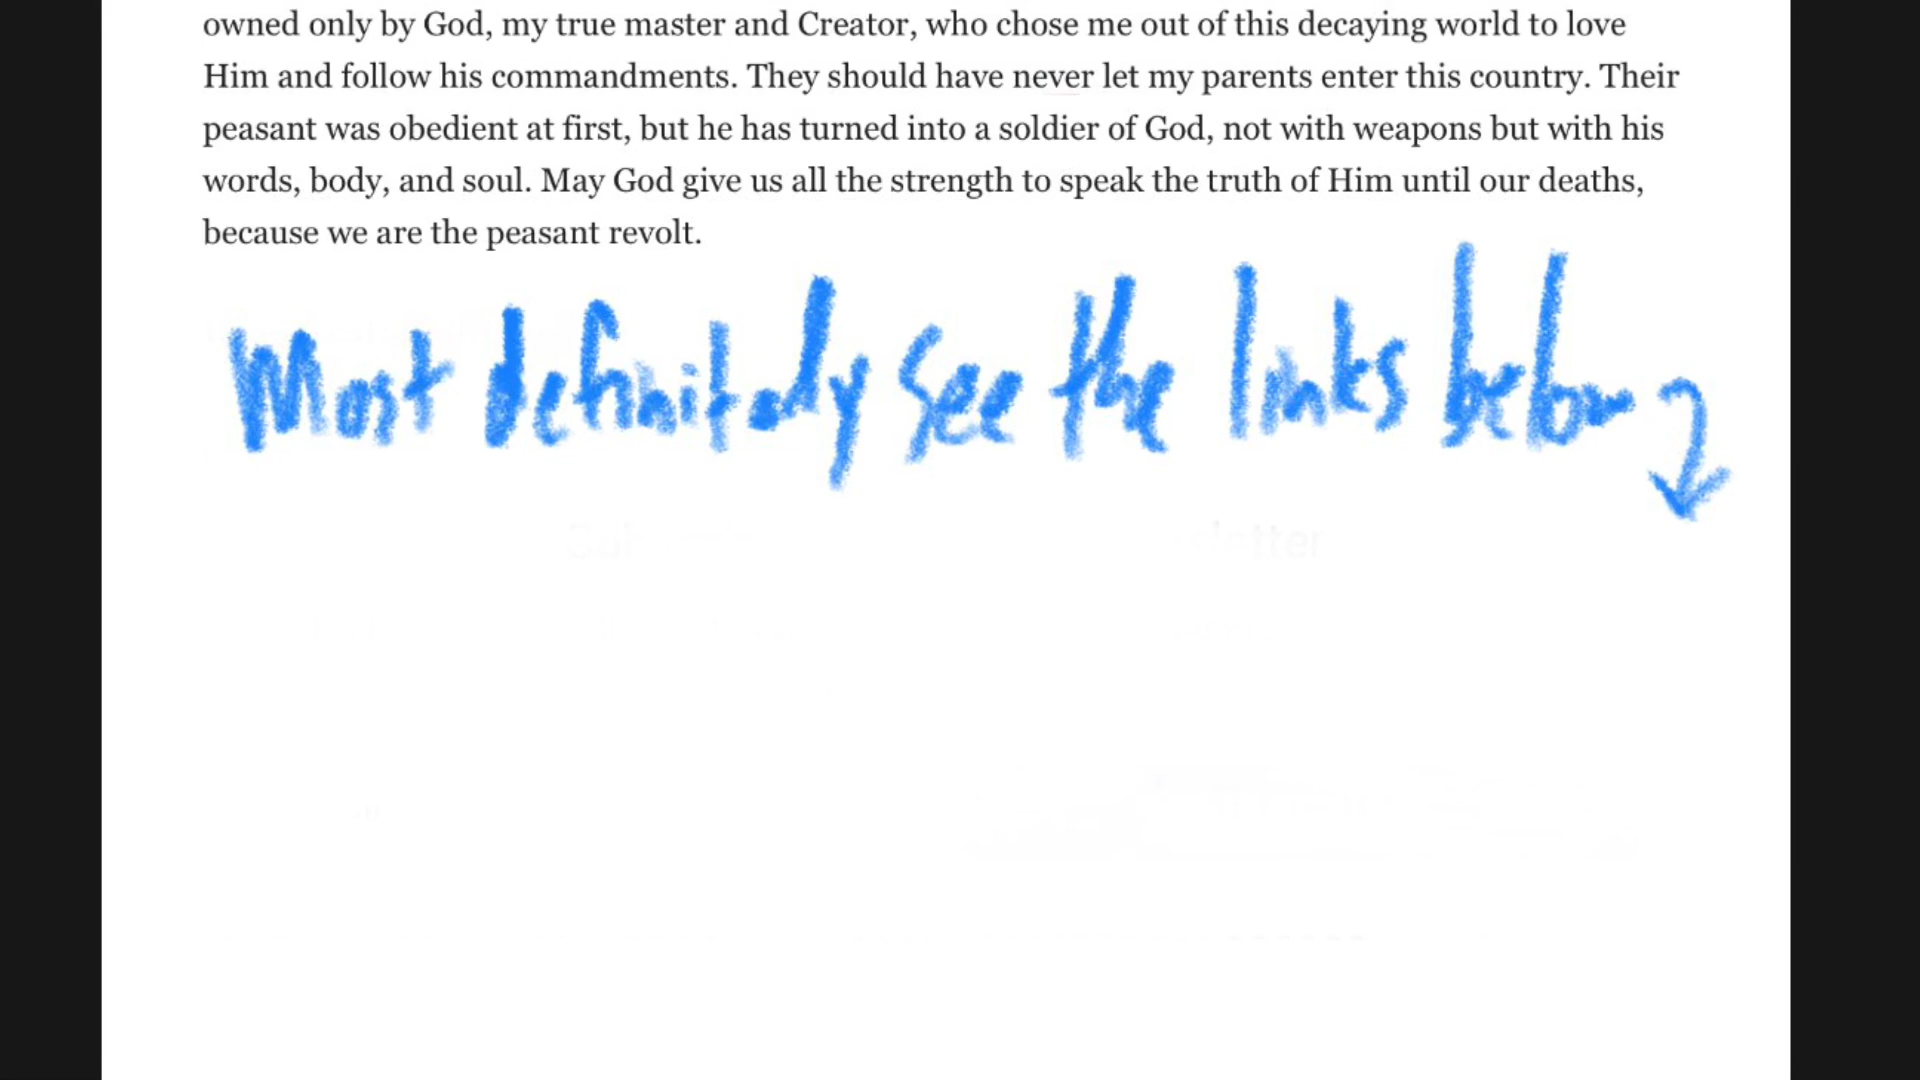 owned only by God, my true master and Creator, who chose me out of this decaying world to love
Him and follow his commandments. They should have never let my parents enter this country. Their
peasant was obedient at first, but he has turned into a soldier of God, not with weapons but with his
words, body, and soul. May God give us all the strength to speak the truth of Him until our deaths,
because we are the peasant revolt.
Most definitely see the links below